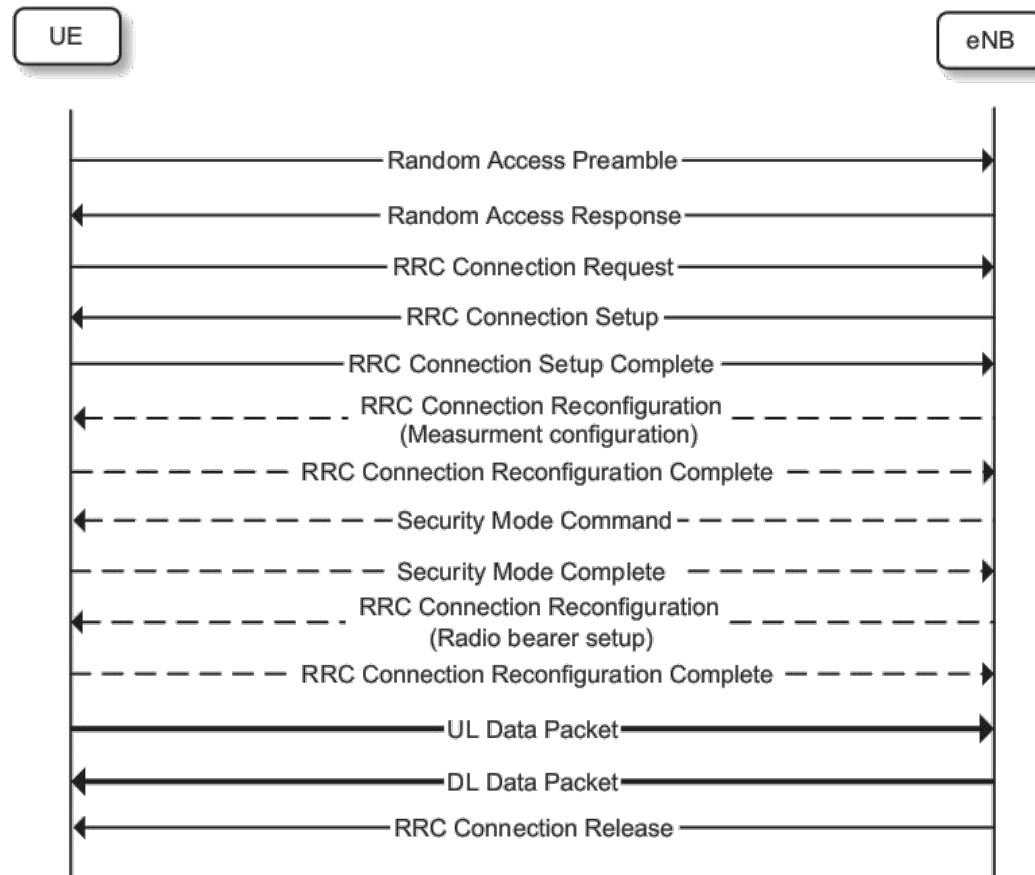 UE
eNB
Random Access Preamble
Random Access Response
RRC Connection Request
RRC Connection Setup
RRC Connection Setup Complete
RRC Connection Reconfiguration
(Measurment configuration)
RRC Connection Reconfiguration Complete
Security Mode Command
Security Mode Complete
RRC Connection Reconfiguration
(Radio bearer setup)
RRC Connection Reconfiguration Complete
UL Data Packet
DL Data Packet
RRC Connection Release